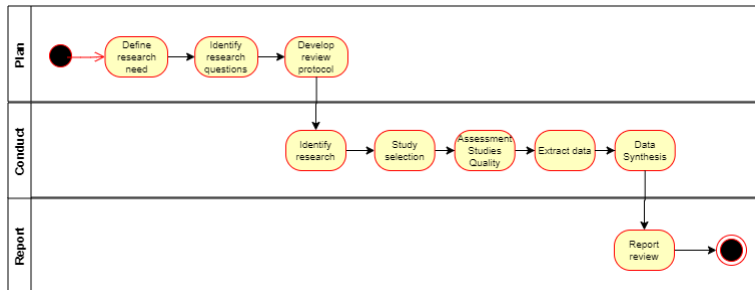 Plan
Define
research
need
Identify
research
questions
Develop
review
protocol
Conduct
Identify
research
Study
selection
Assessment
Studies
Quality
Extract data
Data
Synthesis
Report
Report
review